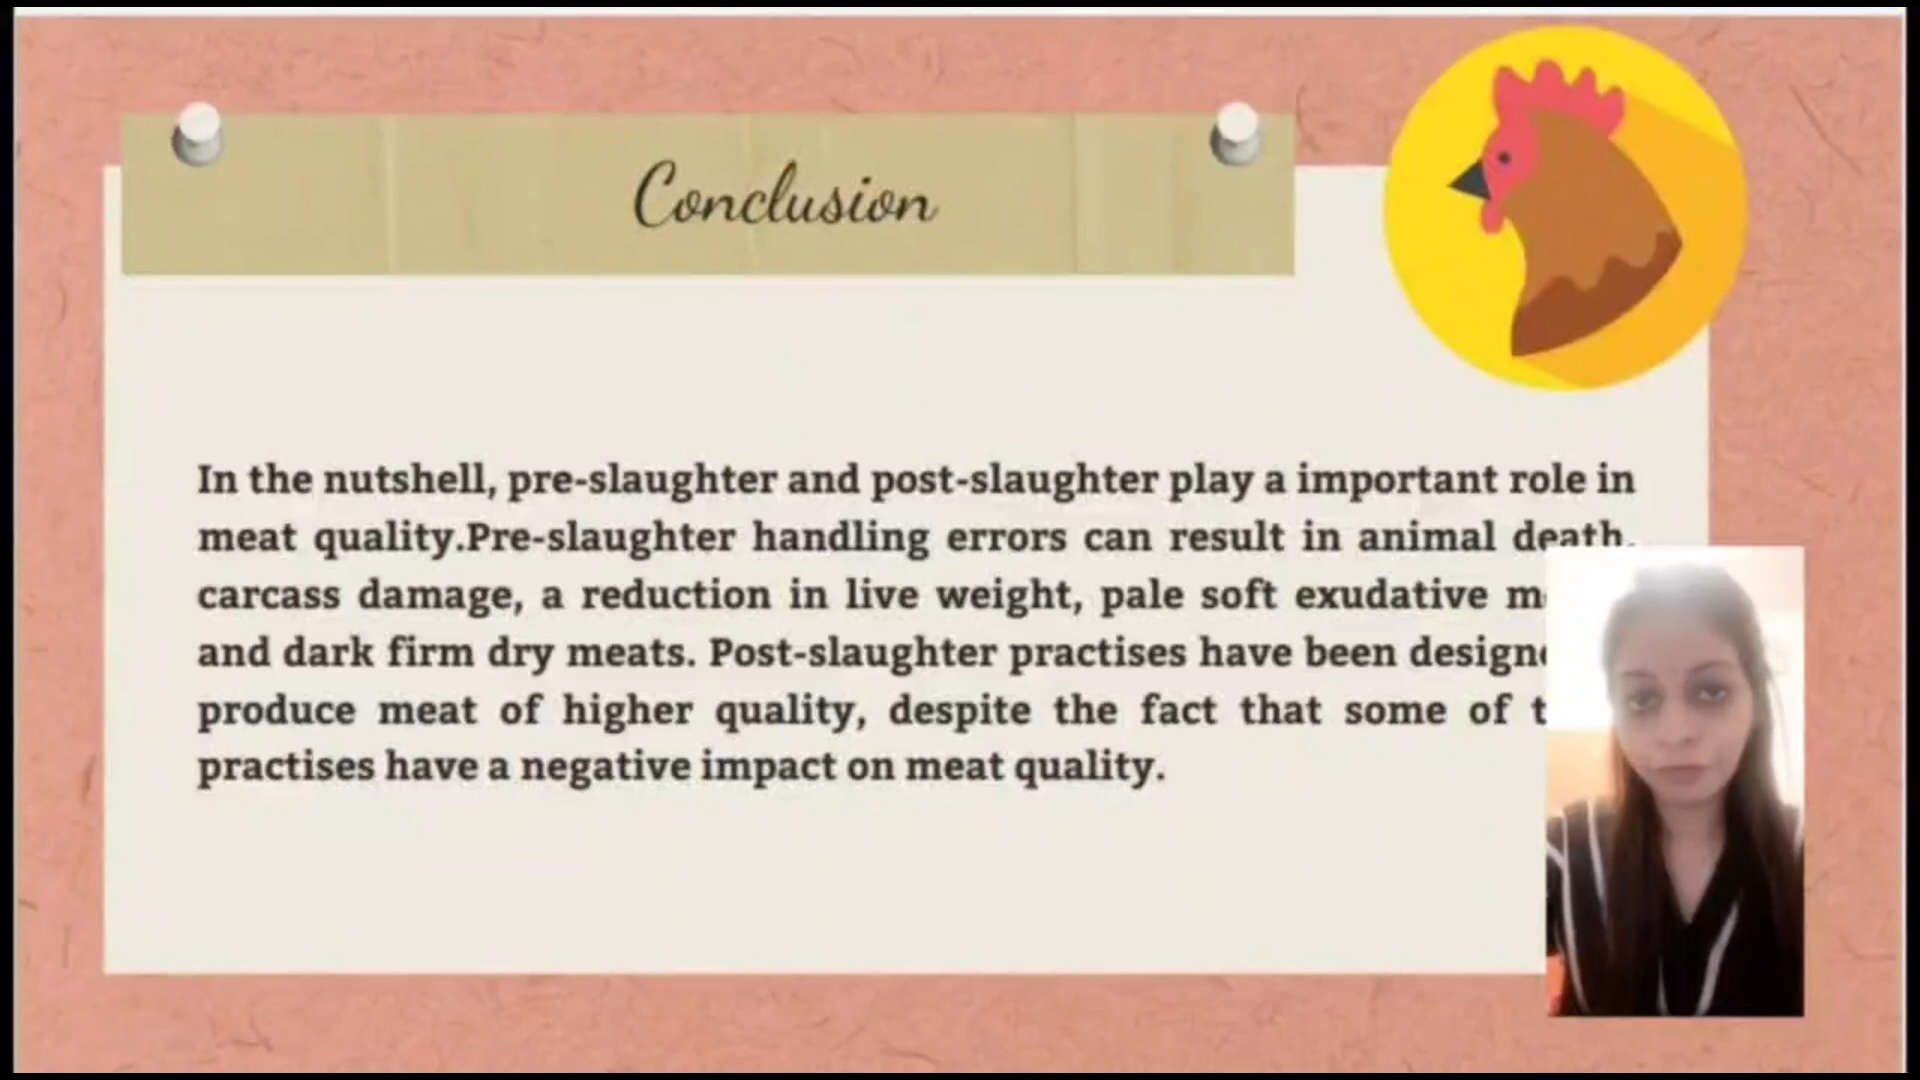 Conclusion
In the nutshell, pre-slaughter and post-slaughter play a important role in
meat quality.Pre-slaughter handling errors can result in animal death,
carcass damage, a reduction in live weight, pale soft exudative
and dark firm dry meats. Post-slaughter practises have been
produce meat of higher quality, despite the fact that some of
practises have a negative impact on meat quality.